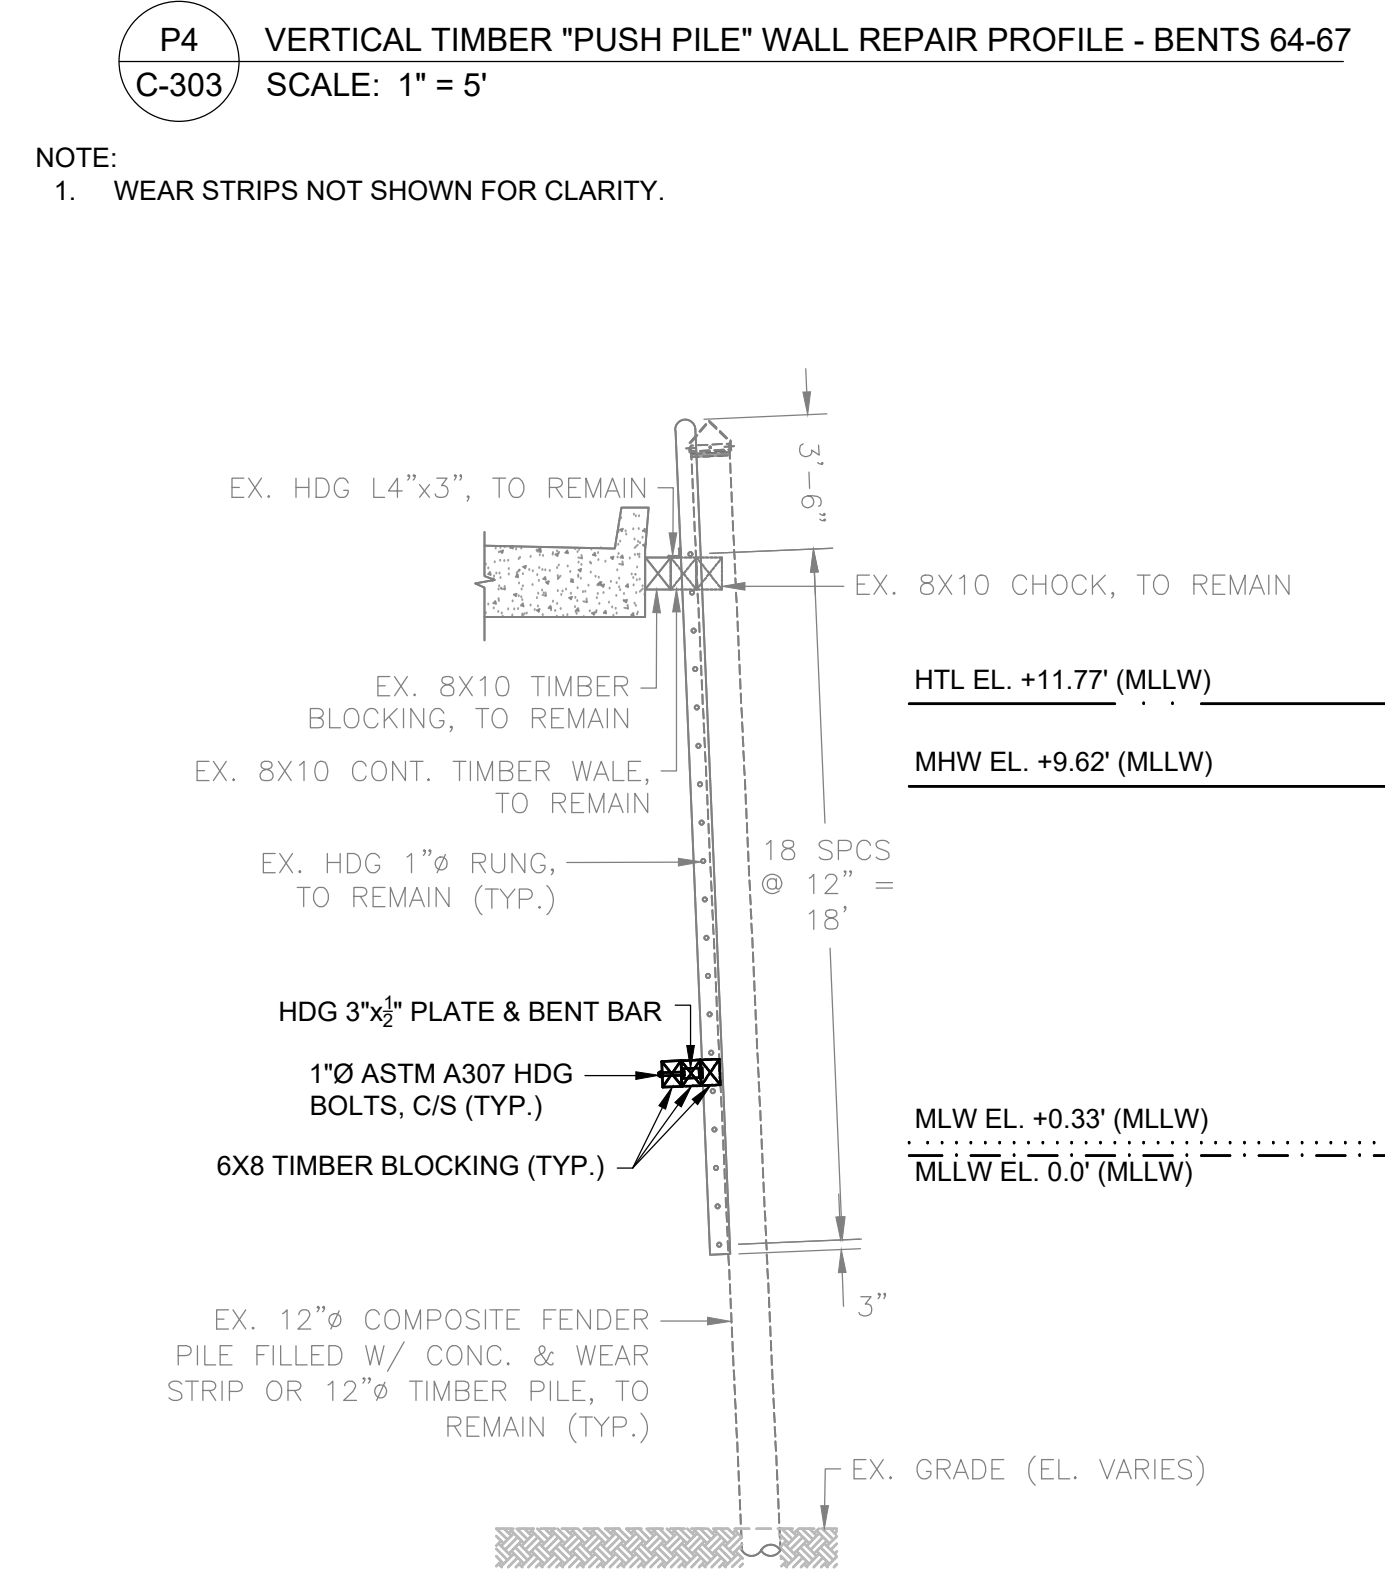 P4
VERTICAL TIMBER "PUSH PILE" WALL REPAIR PROFILE - BENTS 64-67
C-303
SCALE: 1" = 5'
NOTE:
1. WEAR STRIPS NOT SHOWN FOR CLARITY.
3'-6"
EX. HDG L4"x3", TO REMAIN
EX. 8X10 CHOCK, TO REMAIN
HTL EL. +11.77' (MLLW)
EX. 8X10 TIMBER
BLOCKING, TO REMAIN
MHW EL. +9.62' (MLLW)
EX. 8X10 CONT. TIMBER WALE,
TO REMAIN
18 SPCS
@ 12" =
18'
EX. HDG 1"ø RUNG,
TO REMAIN (TYP.)
HDG 3"x1/2" PLATE & BENT BAR
1"Ø ASTM A307 HDG
BOLTS, C/S (TYP.)
6X8 TIMBER BLOCKING (TYP.)
MLW EL. +0.33' (MLLW)
MLLW EL. 0.0' (MLLW)
3"
EX. 12"ø COMPOSITE FENDER
PILE FILLED W/ CONC. & WEAR
STRIP OR 12"ø TIMBER PILE, TO
REMAIN (TYP.)
EX. GRADE (EL. VARIES)